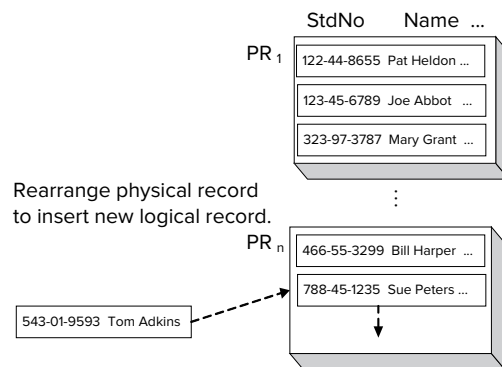 StdNo Name ...
PR 1
122-44-8655 Pat Heldon ...
123-45-6789 Joe Abbot ...
323-97-3787 Mary Grant ...
Rearrange physical record
to insert new logical record.
⋮
PR n
466-55-3299 Bill Harper ...
788-45-1235 Sue Peters ...
543-01-9593 Tom Adkins